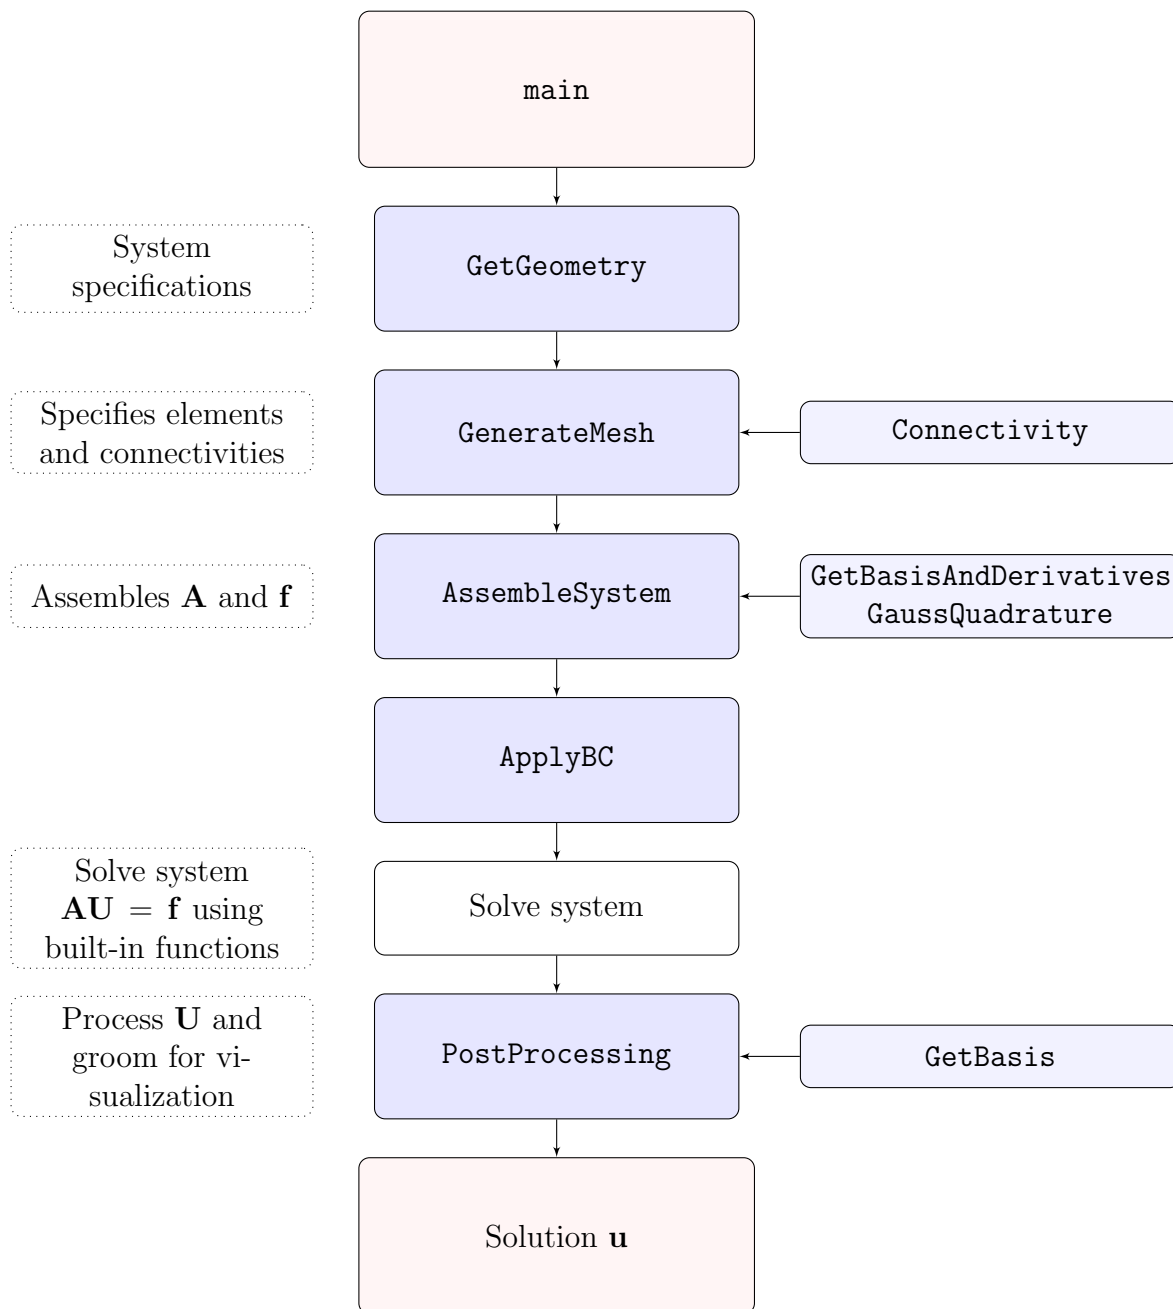 main
System
specifications
GetGeometry
Specifies elements
and connectivities
GenerateMesh
Connectivity
Assembles A and f
AssembleSystem
GetBasisAndDerivatives
GaussQuadrature
ApplyBC
Solve system
AU = f using
built-in functions
Solve system
Process U and
groom for vi-
sualization
PostProcessing
GetBasis
Solution u